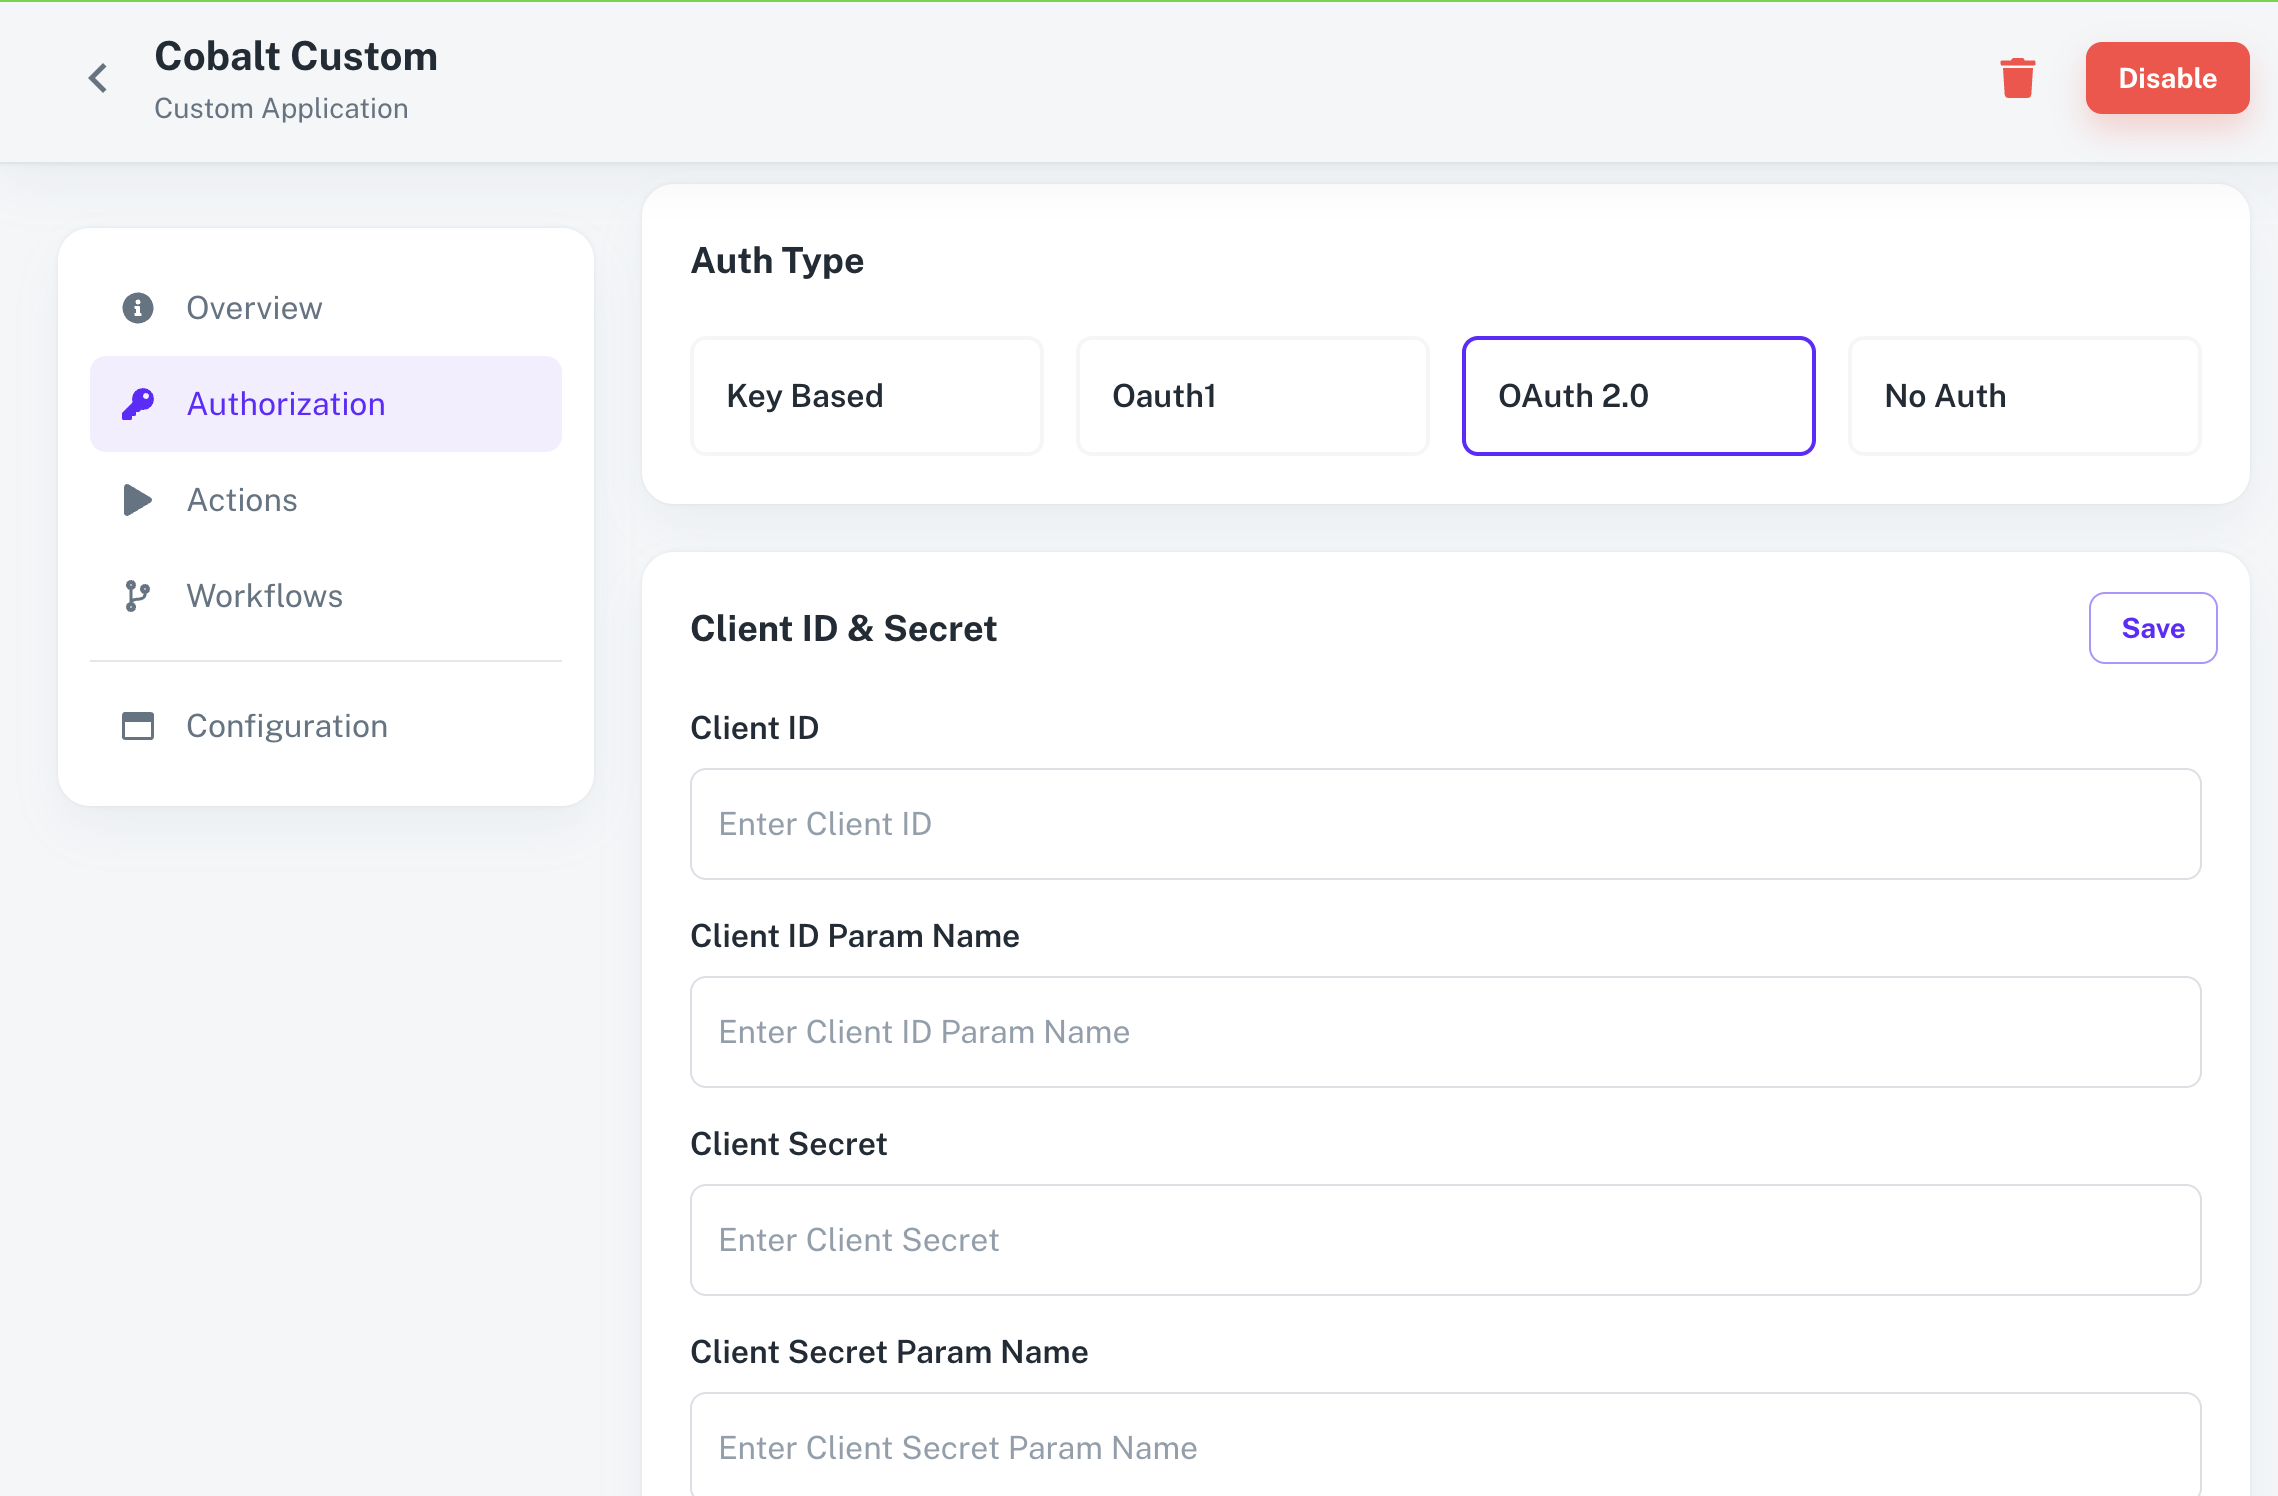 Cobalt Custom
Custom Application
Disable
Overview
Authorization
Actions
Workflows
Configuration
Auth Type
Key Based
Oauth1
OAuth 2.0
No Auth
Client ID & Secret
Save
Client ID
Enter Client ID
Client ID Param Name
Enter Client ID Param Name
Client Secret
Enter Client Secret
Client Secret Param Name
Enter Client Secret Param Name